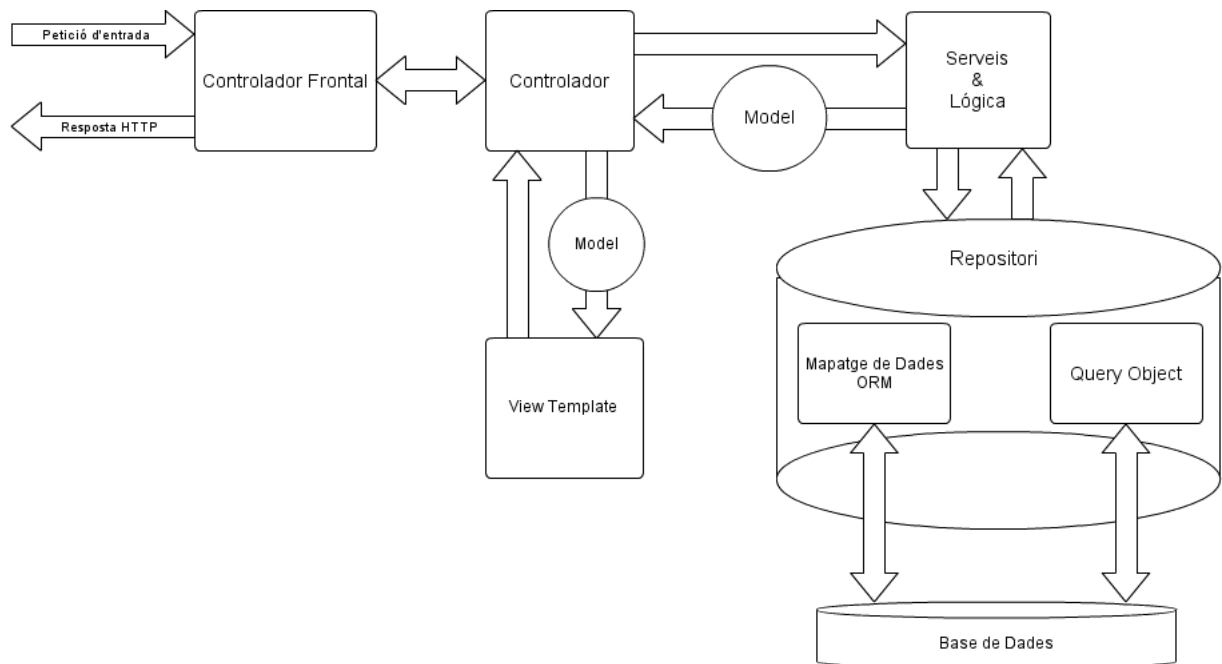 Petició d'entrada
Controlador Frontal
Resposta HTTP
Controlador
Model
Serveis
&
Lógica
Model
View Template
Repositori
Mapatge de Dades
ORM
Query Object
Base de Dades